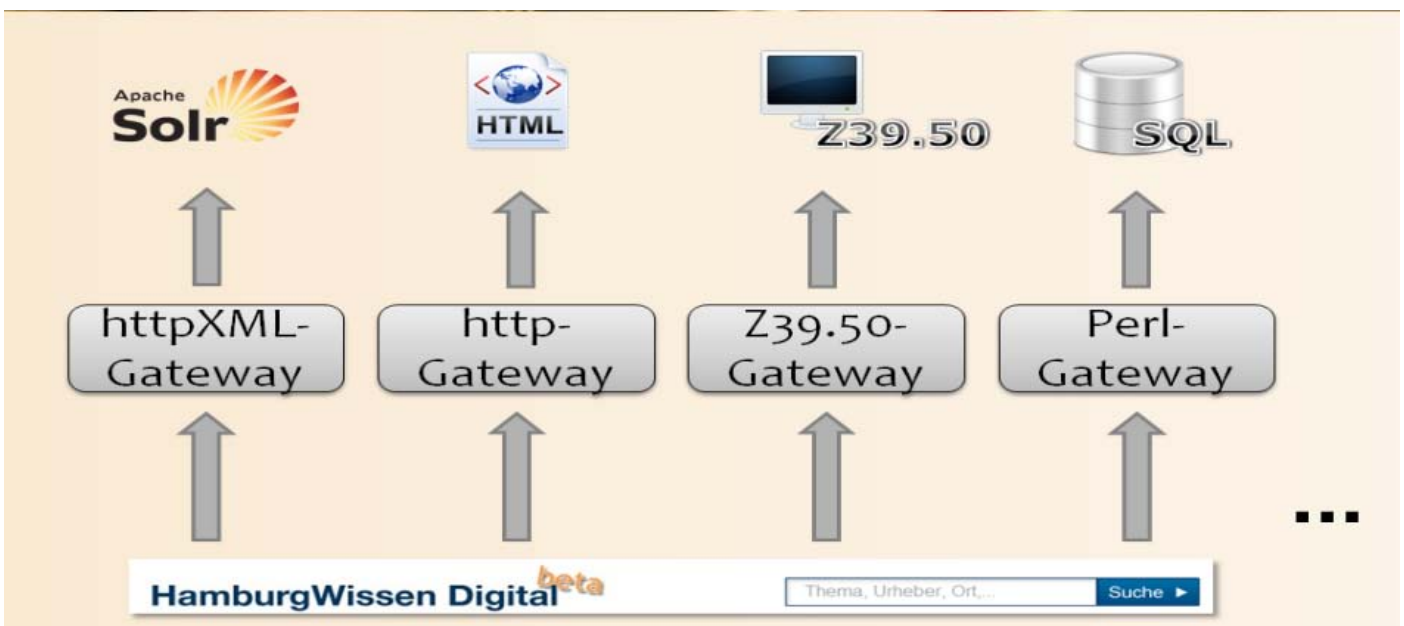 Apache
Solr
<>
HTML
Z39.50
SQL
httpXML-
Gateway
http-
Gateway
Z39.50-
Gateway
Perl-
Gateway
...
HamburgWissen Digital beta
Thema, Urheber, Ort,...
Suche ►